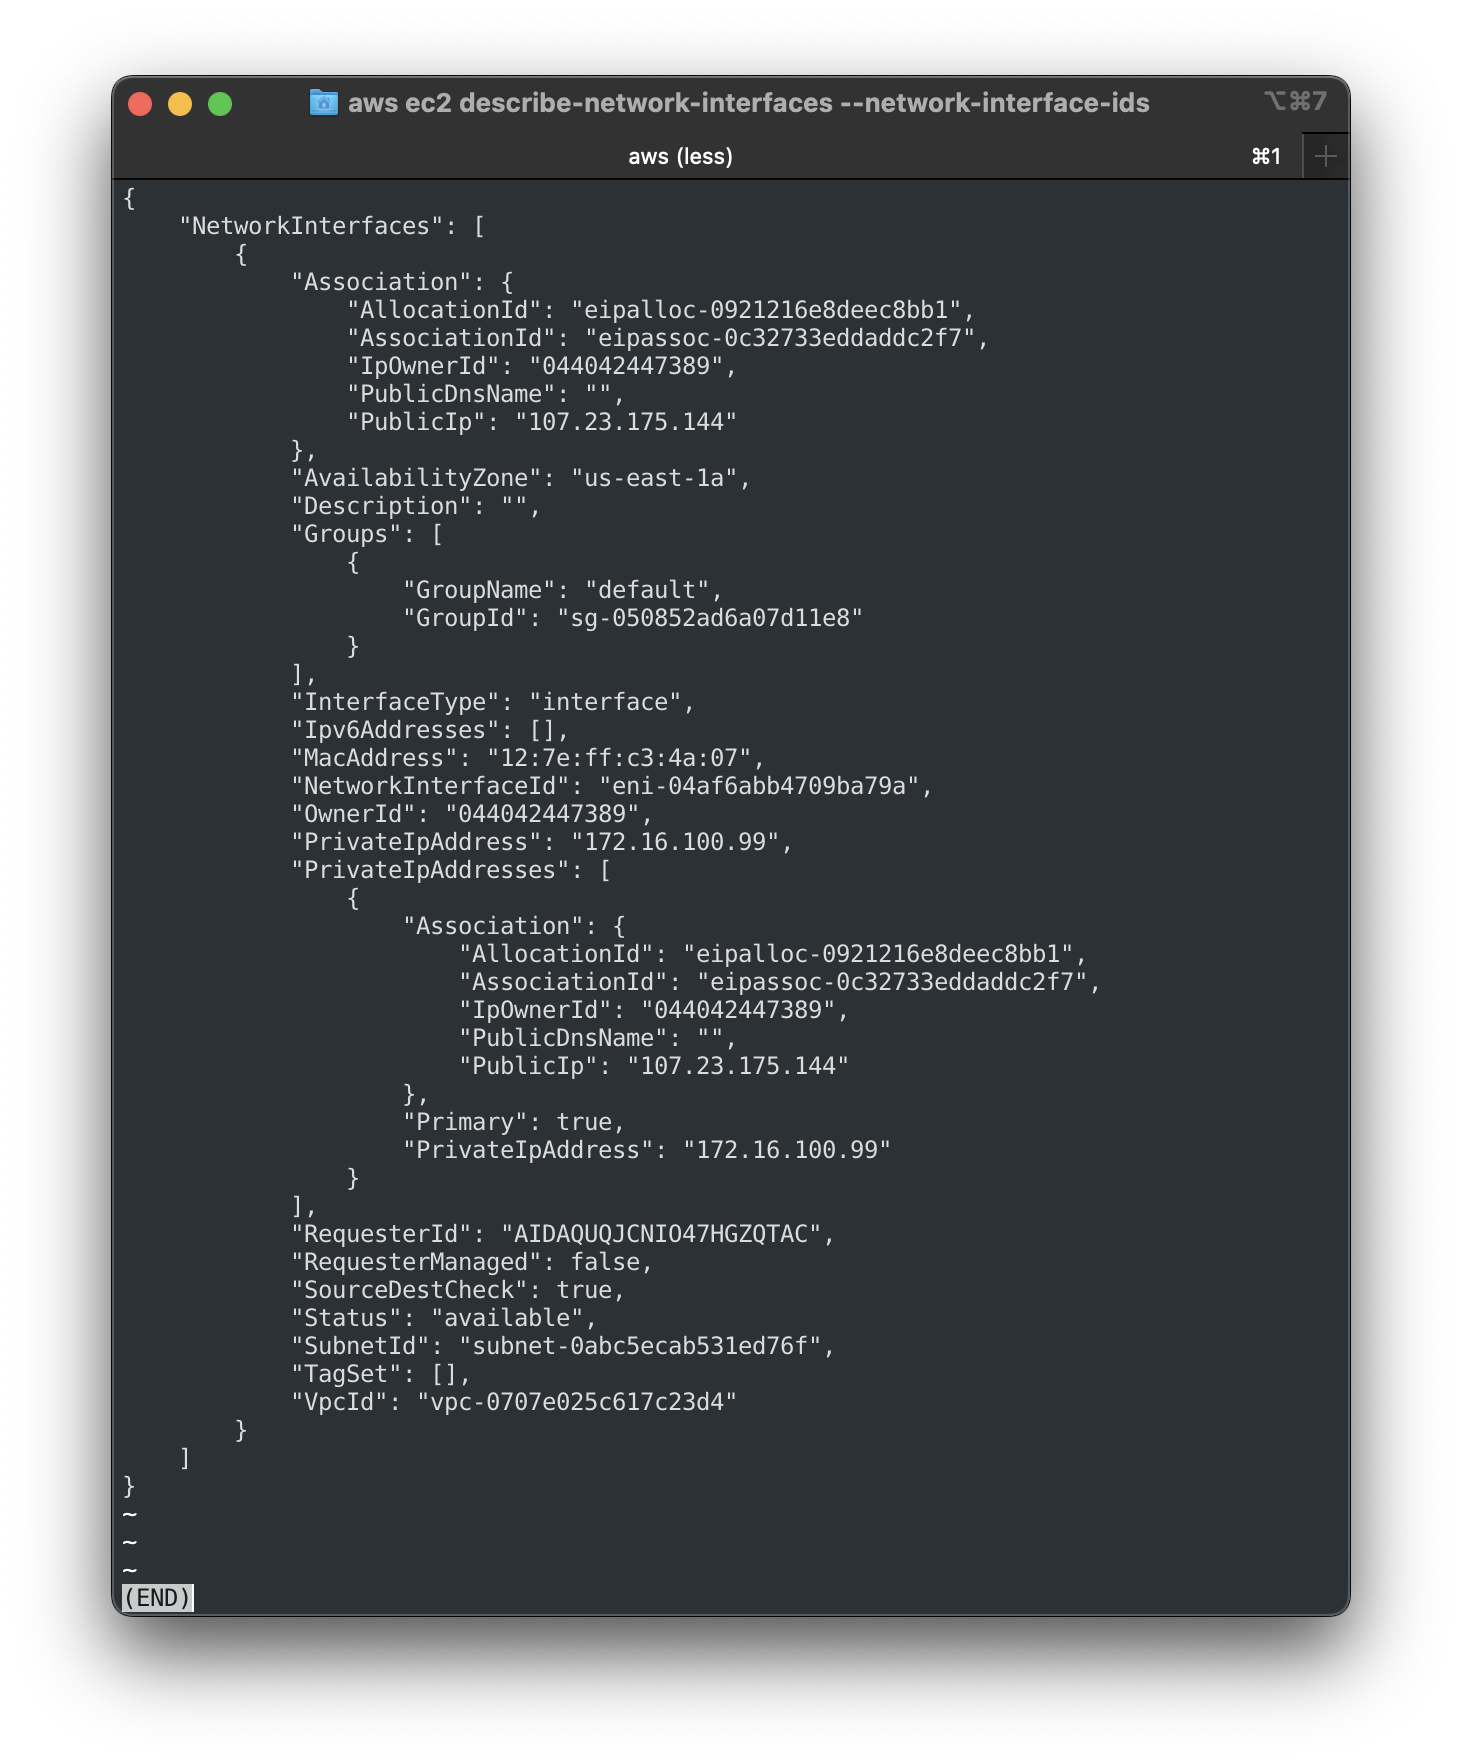 aws ec2 describe-network-interfaces --network-interface-ids ⌥⌘7
aws (less) ⌘1 +
{
    "NetworkInterfaces": [
        {
            "Association": {
                "AllocationId": "eipalloc-0921216e8deec8bb1",
                "AssociationId": "eipassoc-0c32733eddaddc2f7",
                "IpOwnerId": "044042447389",
                "PublicDnsName": "",
                "PublicIp": "107.23.175.144"
            },
            "AvailabilityZone": "us-east-1a",
            "Description": "",
            "Groups": [
                {
                    "GroupName": "default",
                    "GroupId": "sg-050852ad6a07d11e8"
                }
            ],
            "InterfaceType": "interface",
            "Ipv6Addresses": [],
            "MacAddress": "12:7e:ff:c3:4a:07",
            "NetworkInterfaceId": "eni-04af6abb4709ba79a",
            "OwnerId": "044042447389",
            "PrivateIpAddress": "172.16.100.99",
            "PrivateIpAddresses": [
                {
                    "Association": {
                        "AllocationId": "eipalloc-0921216e8deec8bb1",
                        "AssociationId": "eipassoc-0c32733eddaddc2f7",
                        "IpOwnerId": "044042447389",
                        "PublicDnsName": "",
                        "PublicIp": "107.23.175.144"
                    },
                    "Primary": true,
                    "PrivateIpAddress": "172.16.100.99"
                }
            ],
            "RequesterId": "AIDAQUQJCNIO47HGZQTAC",
            "RequesterManaged": false,
            "SourceDestCheck": true,
            "Status": "available",
            "SubnetId": "subnet-0abc5ecab531ed76f",
            "TagSet": [],
            "VpcId": "vpc-0707e025c617c23d4"
        }
    ]
}
~
~
~
(END)